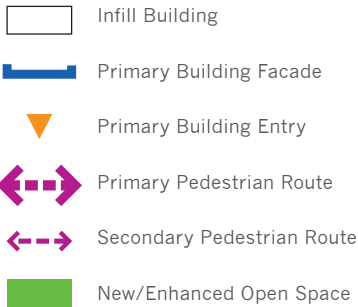 Infill Building
Primary Building Facade
Primary Building Entry
Primary Pedestrian Route
Secondary Pedestrian Route
New/Enhanced Open Space